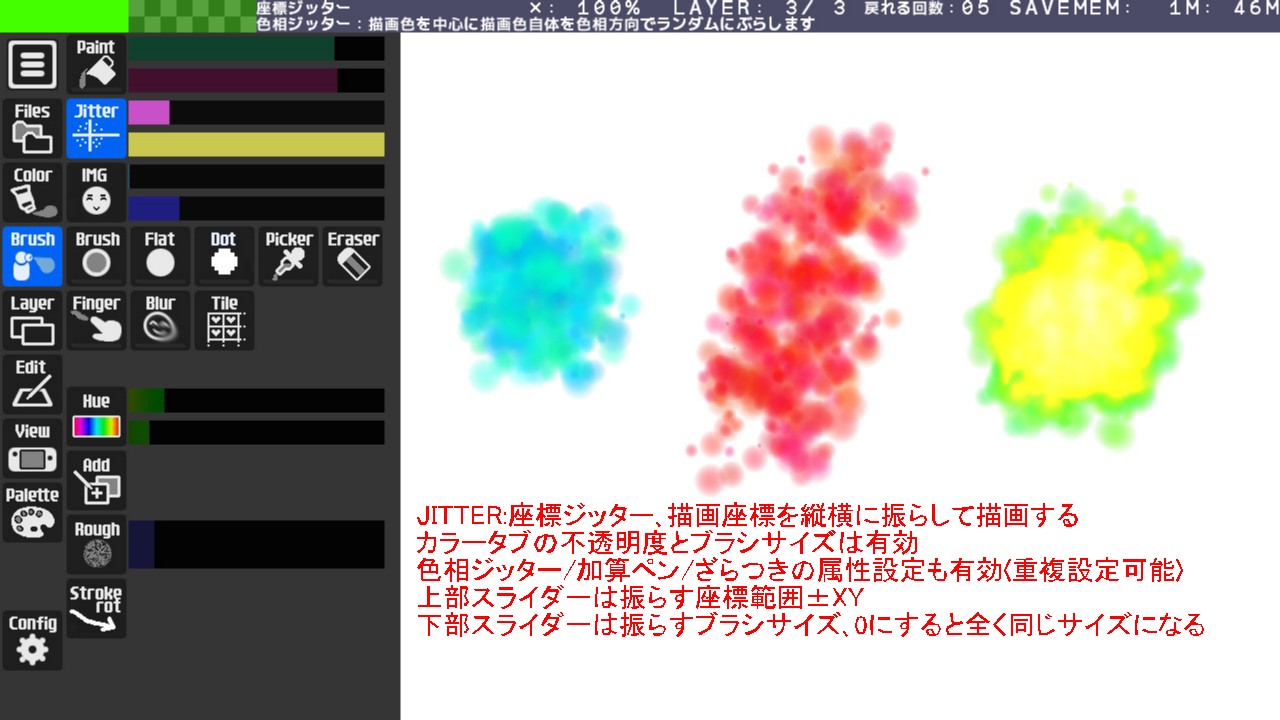 座標ジッター
×: 100% LAYER: 3/ 3 戻れる回数:05 SAVEMEM: 1M: 46M
色相ジッター：描画色を中心に描画色自体を色相方向でランダムにぶらします
Paint
Files
Jitter
Color
IMG
Brush
Brush
Flat
Dot
Picker
Eraser
Layer
Finger
Blur
Tile
Edit
Hue
View
Add
Palette
Rough
Stroke rot
Config
JITTER:座標ジッター、描画座標を縦横に振らして描画する
カラータブの不透明度とブラシサイズは有効
色相ジッター/加算ペン/ざらつきの属性設定も有効(重複設定可能)
上部スライダーは振らす座標範囲±XY
下部スライダーは振らすブラシサイズ、0にすると全く同じサイズになる